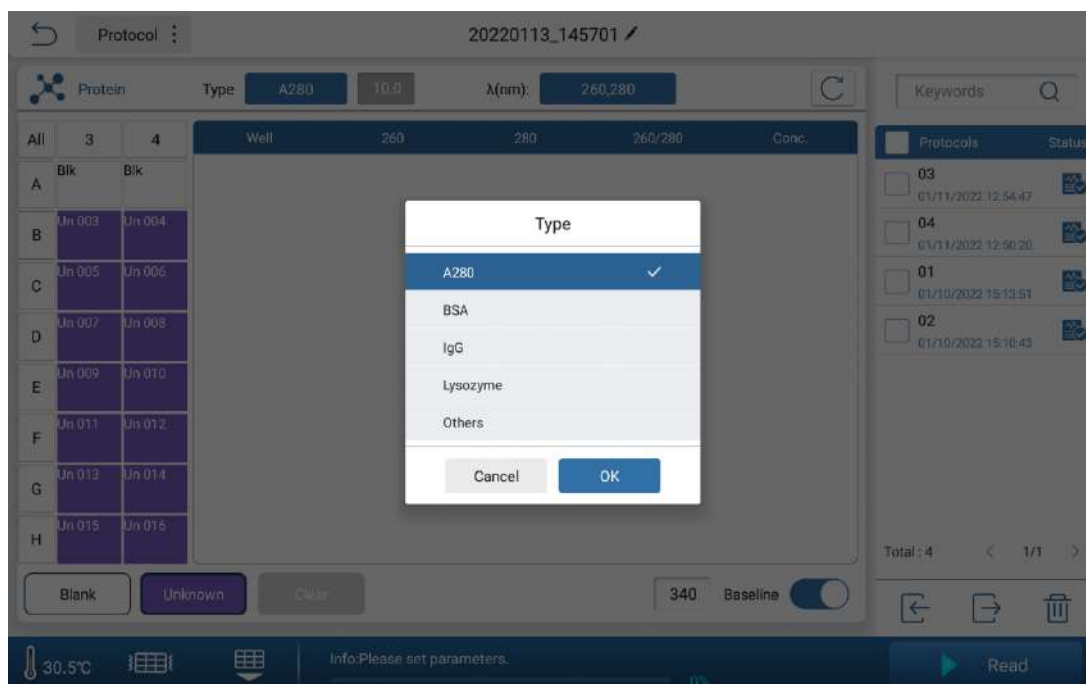 Protocol
20220113_145701
Protein Type A280 10.0 λ(nm): 260,280
Keywords
All 3 4
Well 260 280 260/280 Conc.
Protocols Status
A Blk Blk
B Un 003 Un 004
C Un 005 Un 006
D Un 007 Un 008
E Un 009 Un 010
F Un 011 Un 012
G Un 013 Un 014
H Un 015 Un 016
Type
A280
BSA
IgG
Lysozyme
Others
Cancel OK
03
01/11/2022 12:54:47
04
01/11/2022 12:50:20
01
01/10/2022 15:12:51
02
01/10/2022 15:10:43
Total : 4 < 1/1 >
Blank Unknown Clear 340 Baseline
30.5℃ Info:Please set parameters. 0% Read